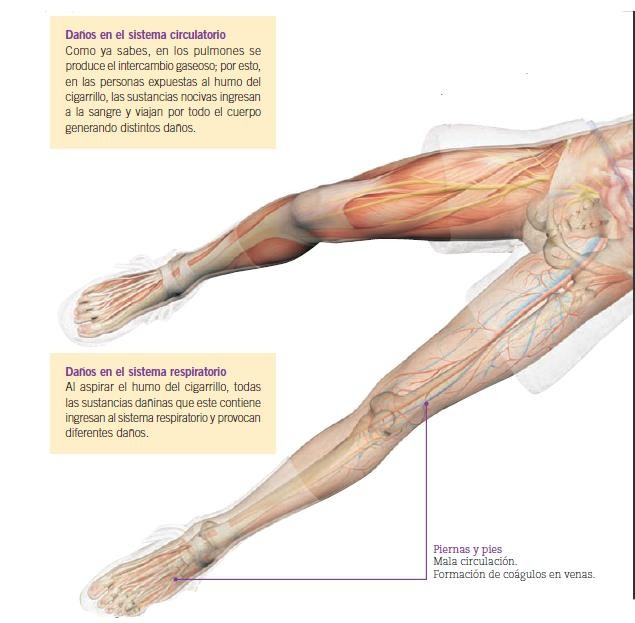 Daños en el sistema circulatorio
Como ya sabes, en los pulmones se
produce el intercambio gaseoso; por esto,
en las personas expuestas al humo del
cigarrillo, las sustancias nocivas ingresan
a la sangre y viajan por todo el cuerpo
generando distintos daños.
Daños en el sistema respiratorio
Al aspirar el humo del cigarrillo, todas
las sustancias dañinas que este contiene
ingresan al sistema respiratorio y provocan
diferentes daños.
Piernas y pies
Mala circulación.
Formación de coágulos en venas.